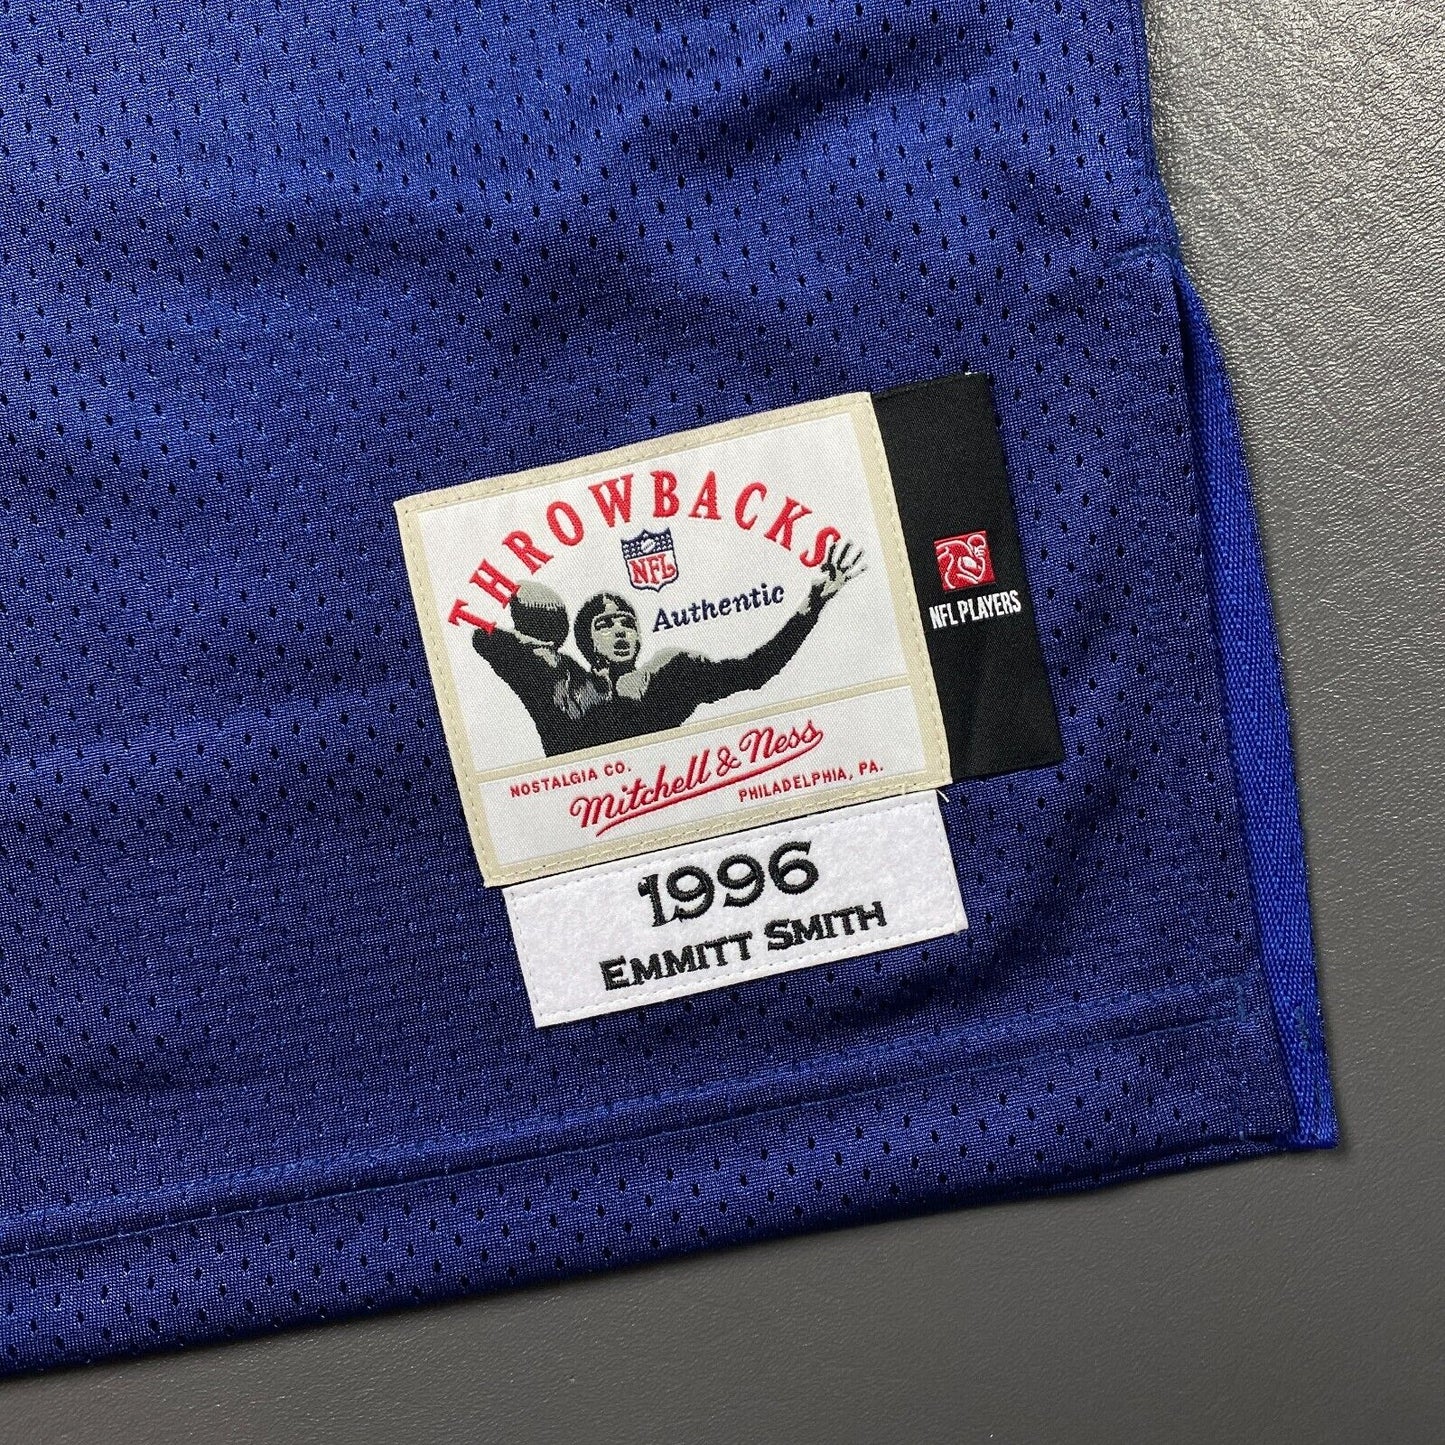 THROWBACKS
NFL
Authentic
NFL PLAYERS
NOSTALGIA CO.
Mitchell & Ness
PHILADELPHIA, PA.
1996
EMMITT SMITH